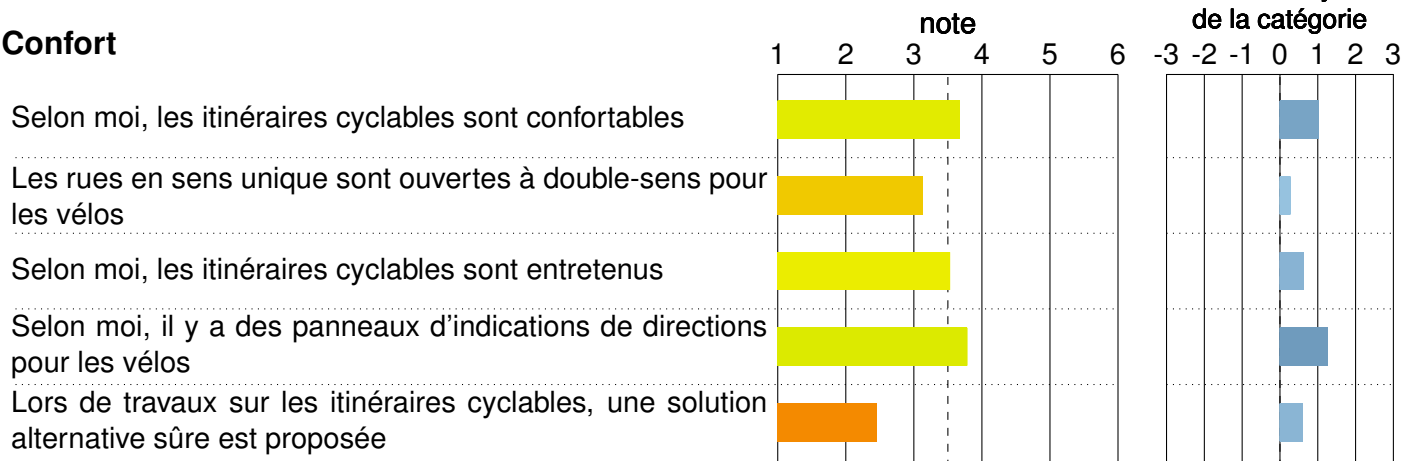 note
de la catégorie
Confort
1 2 3 4 5 6
-3 -2 -1 0 1 2 3
Selon moi, les itinéraires cyclables sont confortables
Les rues en sens unique sont ouvertes à double-sens pour
les vélos
Selon moi, les itinéraires cyclables sont entretenus
Selon moi, il y a des panneaux d'indications de directions
pour les vélos
Lors de travaux sur les itinéraires cyclables, une solution
alternative sûre est proposée